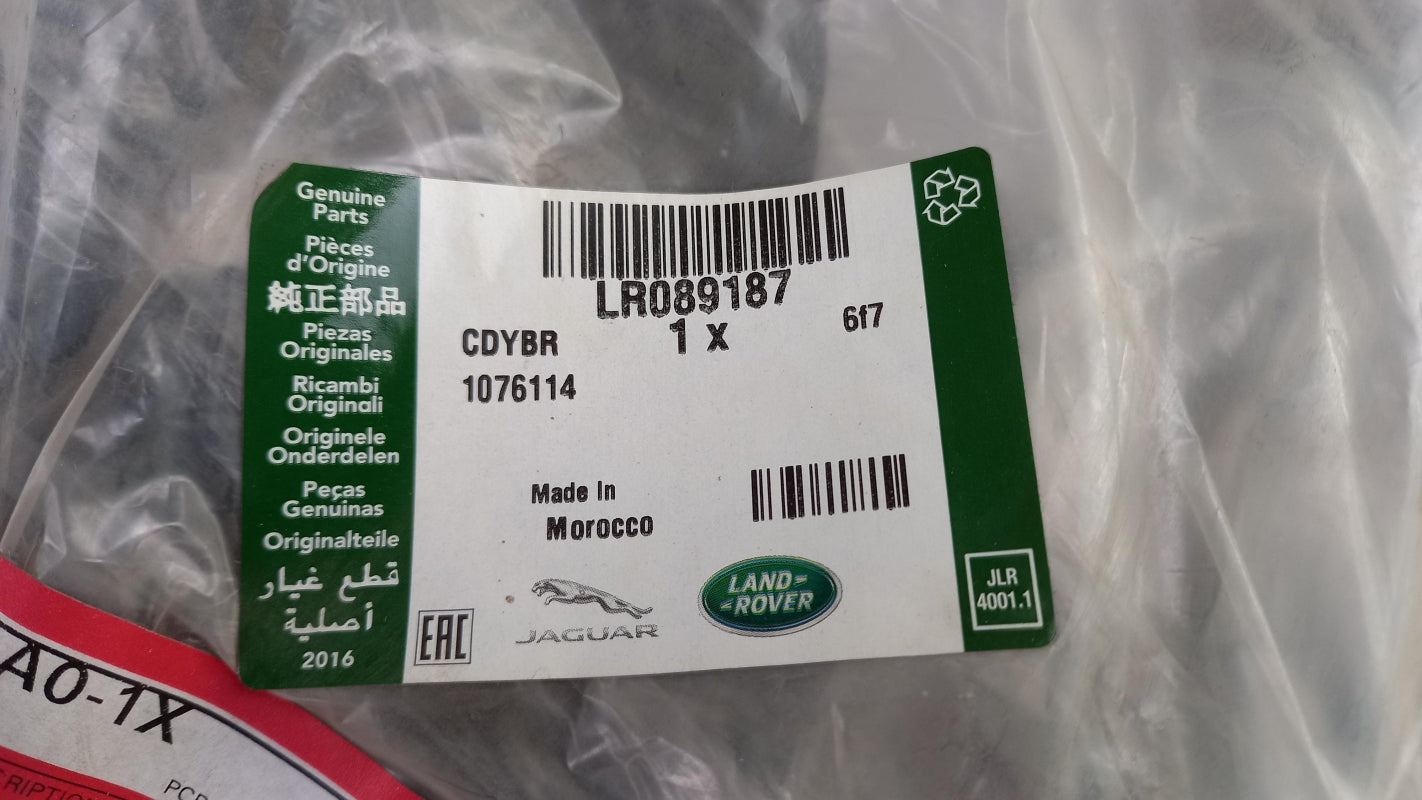 Genuine
Parts
Pièces
d'Origine
純正部品
Piezas
Originales
Ricambi
Originali
Originele
Onderdelen
Peças
Genuinas
Originalteile
قطع غيار
أصلية
2016
LR089187
1 x
6f7
CDYBR
1076114
Made In
Morocco
EAC
JAGUAR
LAND-
-ROVER
JLR
4001.1
A0-1X